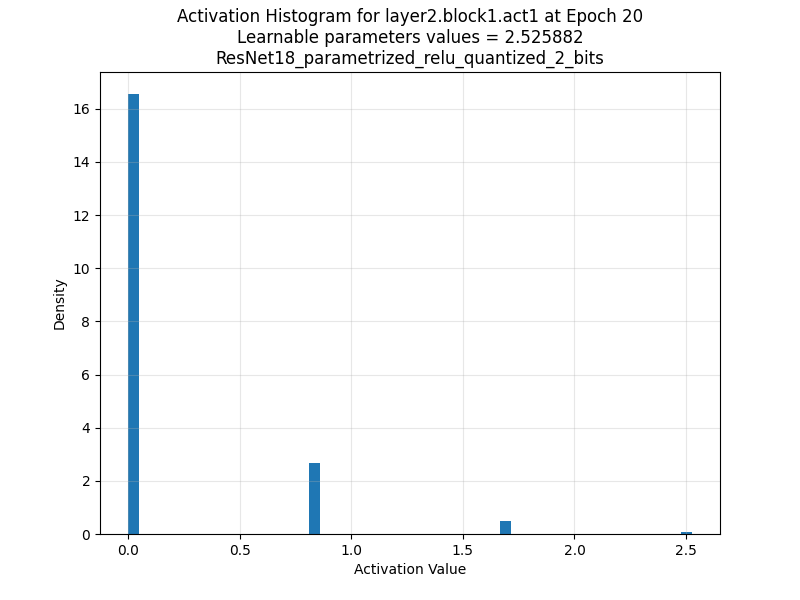 Activation Histogram for layer2.block1.act1 at Epoch 20
Learnable parameters values = 2.525882
ResNet18_parametrized_relu_quantized_2_bits
16
14
12
10
8
6
4
2
0
Density
0.0 0.5 1.0 1.5 2.0 2.5
Activation Value